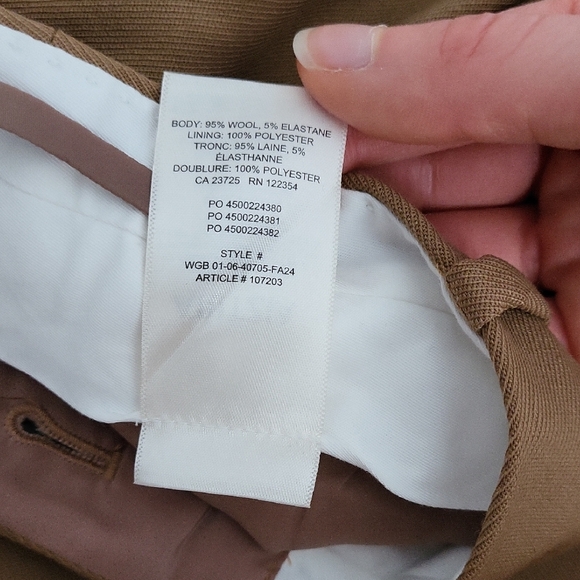 BODY: 95% WOOL, 5% ELASTANE
LINING: 100% POLYESTER
TRONC: 95% LAINE, 5%
ÉLASTHANNE
DOUBLURE: 100% POLYESTER
CA 23725 RN 122354
PO 4500224380
PO 4500224381
PO 4500224382
STYLE #
WGB 01-06-40705-FA24
ARTICLE # 107203